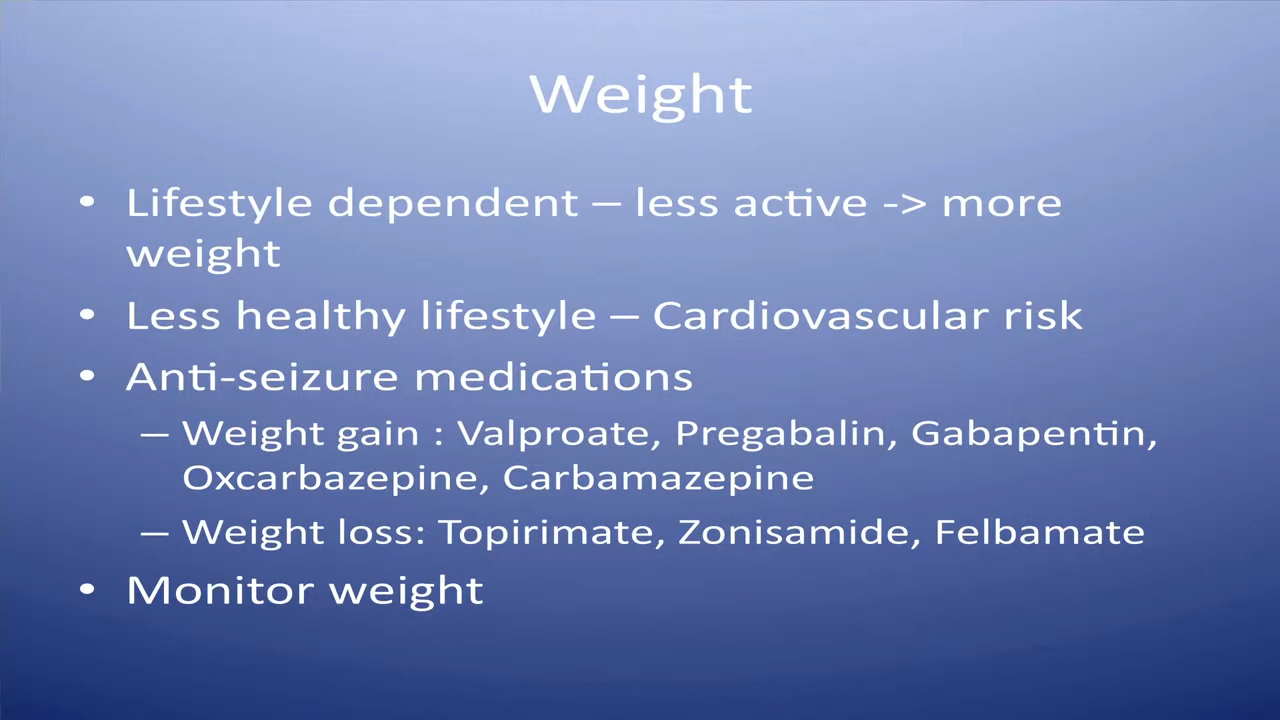 Weight
• Lifestyle dependent – less active -> more
weight
• Less healthy lifestyle – Cardiovascular risk
• Anti-seizure medications
– Weight gain : Valproate, Pregabalin, Gabapentin,
Oxcarbazepine, Carbamazepine
– Weight loss: Topirimate, Zonisamide, Felbamate
• Monitor weight